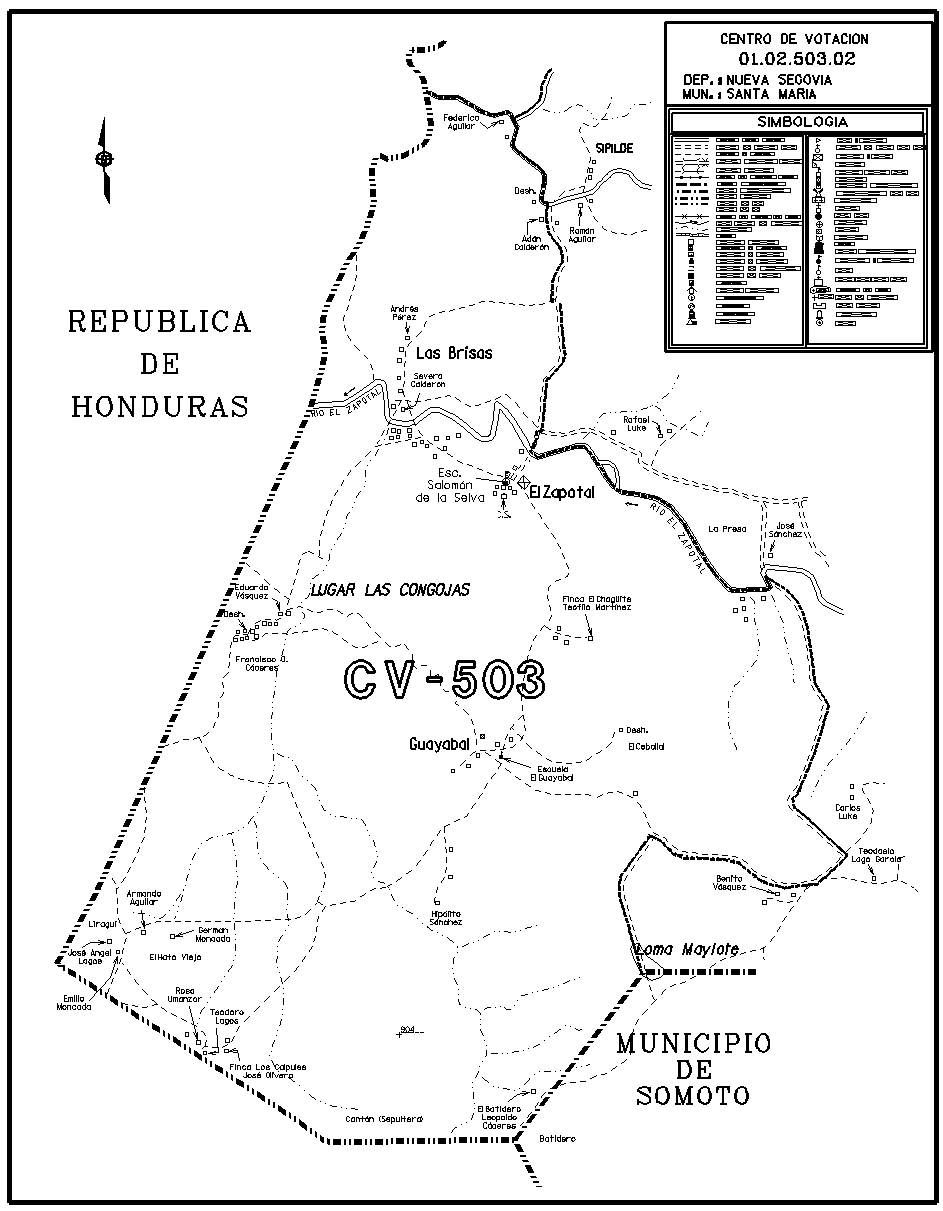 CENTRO DE VOTACION
01.02.503.02
DEP.: NUEVA SEGOVIA
MUN.: SANTA MARIA
SIMBOLOGIA
Federico
Aguilar
SIPILDE
Desh.
Adán
Calderón
Ramón
Aguilar
REPUBLICA
DE
HONDURAS
Andrés
Pérez
Las Brisas
Severo
Calderón
RIO EL ZAPOTAL
Rafael
Luke
Esc.
Salomón
de la Selva
El Zapotal
RIO EL ZAPOTAL
La Presa
José
Sánchez
Eduardo
Vásquez
LUGAR LAS CONGOJAS
Desh.
Finca El Chagüite
Teofilo Martínez
Francisco J.
Cáceres
CV-503
Guayabal
Desh.
El Ceballal
Escuela
El Guayabal
Carlos
Luke
Teodoslo
Lago García
Benito
Vásquez
Armando
Aguilar
Hipólito
Sánchez
Liragui
German
Moncada
José Angel
Lagos
El Hato Viejo
Loma Maylote
Emilio
Moncada
Rosa
Umanzor
Teodoro
Lagos
904
Finca Los Calpules
José Olivera
MUNICIPIO
DE
SOMOTO
Cantón (Sepultera)
El Batidero
Leopoldo
Cáceres
Batidero